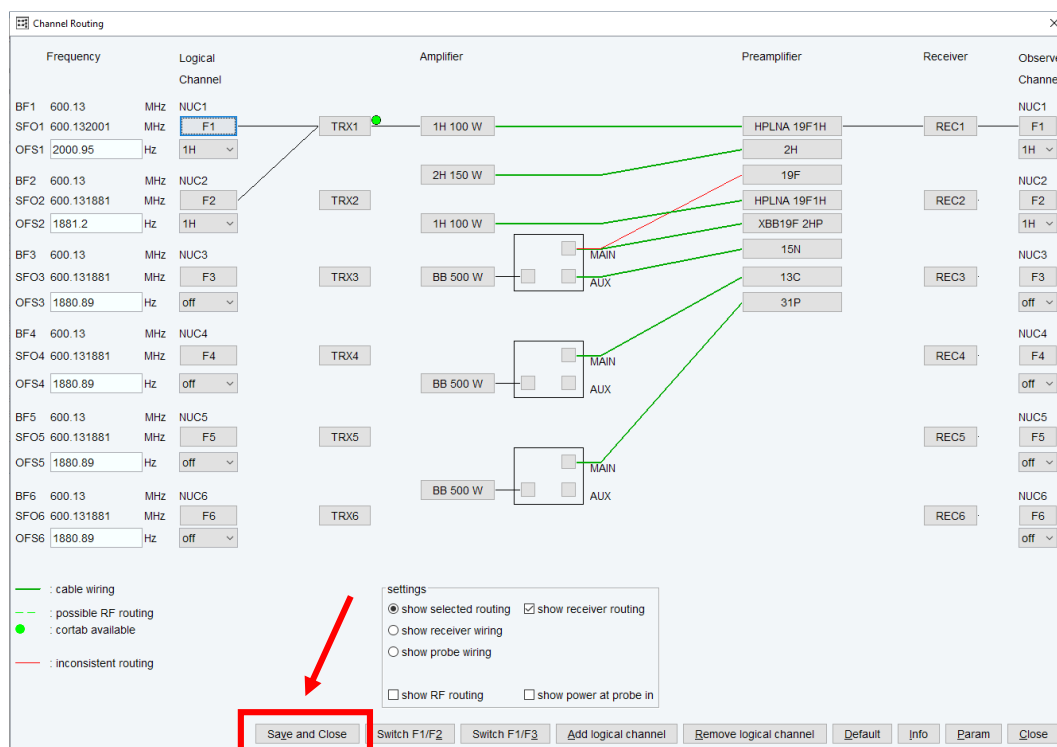 Channel Routing
Frequency Logical Channel Amplifier Preamplifier Receiver Observe Channe
BF1 600.13 MHz NUC1 NUC1
SFO1 600.132001 MHz F1 TRX1 1H 100 W HPLNA 19F1H REC1 F1
OFS1 2000.95 Hz 1H 2H 1H
BF2 600.13 MHz NUC2 2H 150 W 19F NUC2
SFO2 600.131881 MHz F2 TRX2 HPLNA 19F1H REC2 F2
OFS2 1881.2 Hz 1H 1H 100 W XBB19F 2HP 1H
BF3 600.13 MHz NUC3 MAIN 15N NUC3
SFO3 600.131881 MHz F3 TRX3 BB 500 W AUX 13C REC3 F3
OFS3 1880.89 Hz off 31P off
BF4 600.13 MHz NUC4 NUC4
SFO4 600.131881 MHz F4 TRX4 MAIN REC4 F4
OFS4 1880.89 Hz off BB 500 W AUX off
BF5 600.13 MHz NUC5 NUC5
SFO5 600.131881 MHz F5 TRX5 REC5 F5
OFS5 1880.89 Hz off MAIN off
BF6 600.13 MHz NUC6 BB 500 W AUX NUC6
SFO6 600.131881 MHz F6 TRX6 REC6 F6
OFS6 1880.89 Hz off off
: cable wiring
: possible RF routing
: cortab available
: inconsistent routing
settings
show selected routing show receiver routing
show receiver wiring
show probe wiring
show RF routing show power at probe in
Save and Close Switch F1/F2 Switch F1/F3 Add logical channel Remove logical channel Default Info Param Close